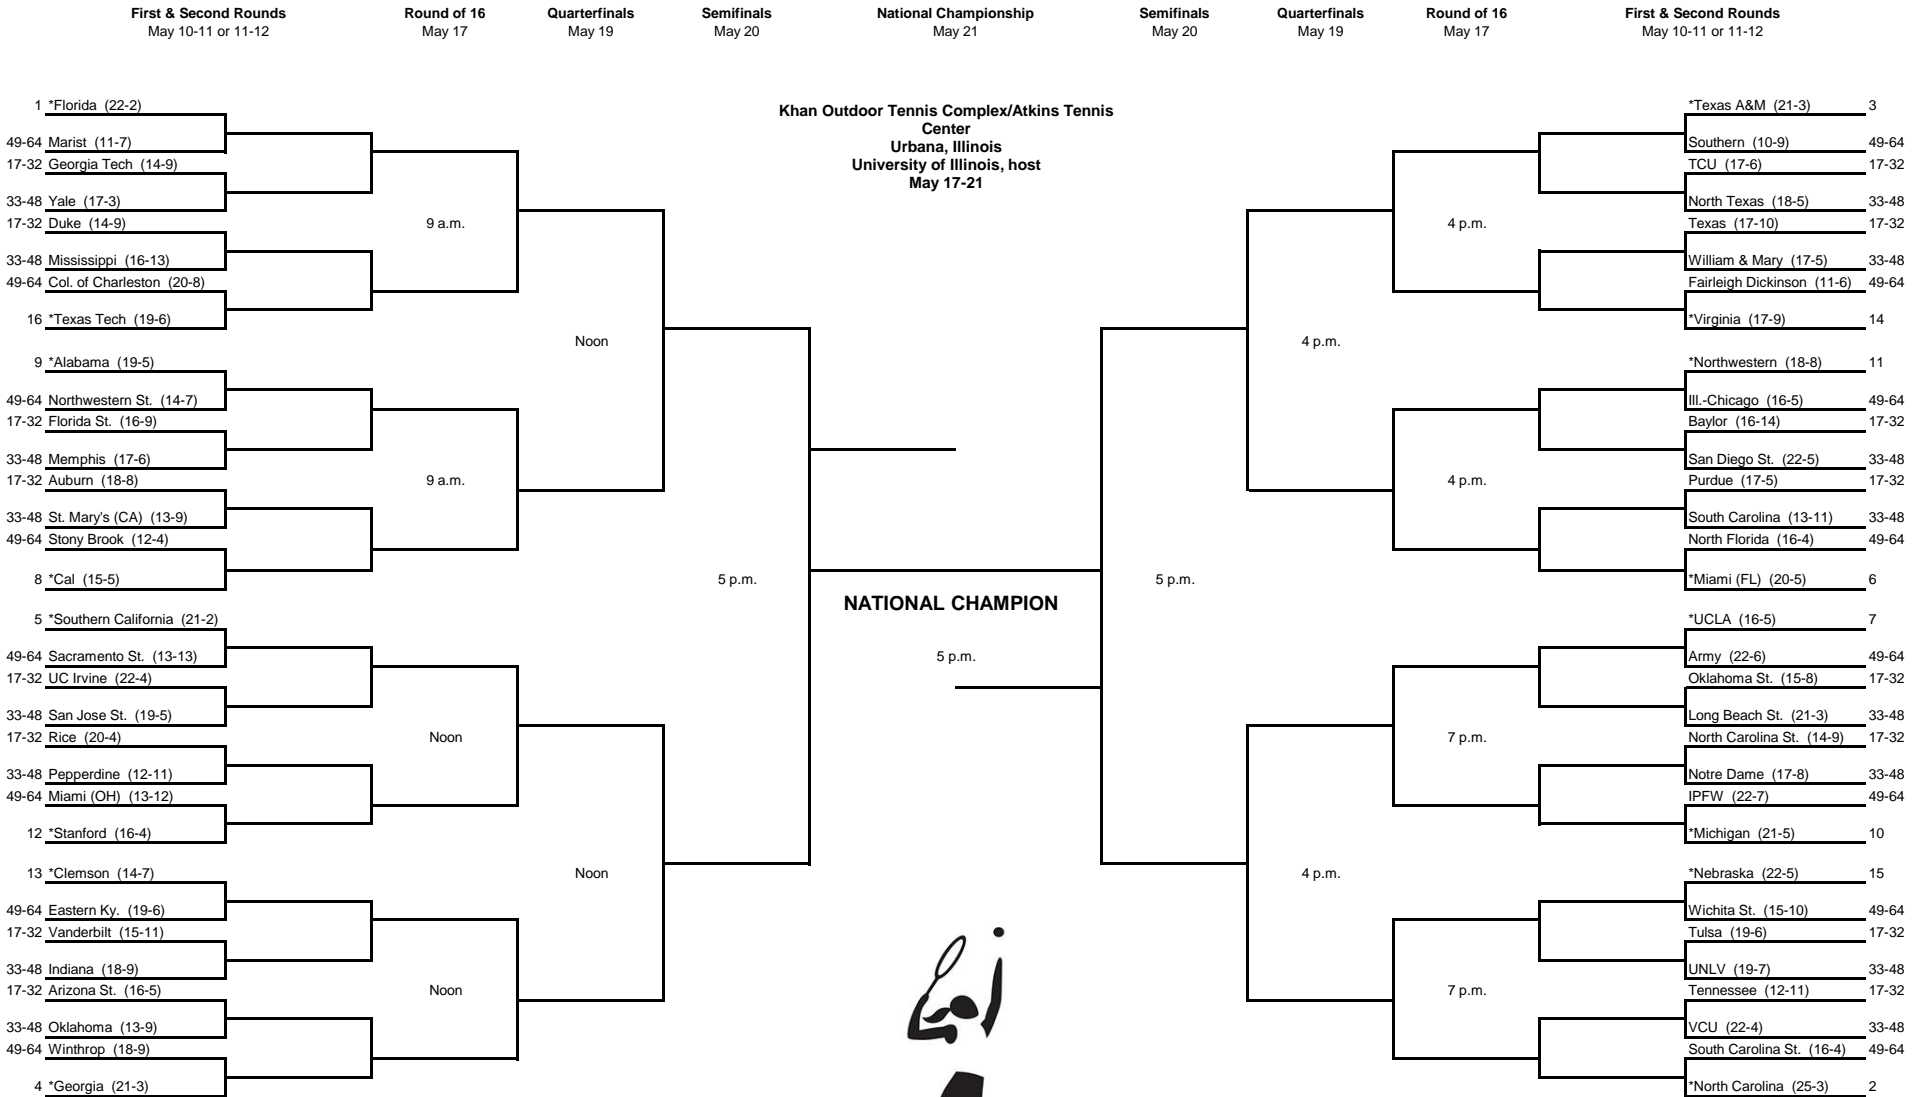 First & Second Rounds
May 10-11 or 11-12
Round of 16
May 17
Quarterfinals
May 19
Semifinals
May 20
National Championship
May 21
Semifinals
May 20
Quarterfinals
May 19
Round of 16
May 17
First & Second Rounds
May 10-11 or 11-12
Khan Outdoor Tennis Complex/Atkins Tennis
Center
Urbana, Illinois
University of Illinois, host
May 17-21
1 *Florida (22-2)
49-64 Marist (11-7)
17-32 Georgia Tech (14-9)
33-48 Yale (17-3)
17-32 Duke (14-9)
33-48 Mississippi (16-13)
49-64 Col. of Charleston (20-8)
16 *Texas Tech (19-6)
9 *Alabama (19-5)
49-64 Northwestern St. (14-7)
17-32 Florida St. (16-9)
33-48 Memphis (17-6)
17-32 Auburn (18-8)
33-48 St. Mary's (CA) (13-9)
49-64 Stony Brook (12-4)
8 *Cal (15-5)
5 *Southern California (21-2)
49-64 Sacramento St. (13-13)
17-32 UC Irvine (22-4)
33-48 San Jose St. (19-5)
17-32 Rice (20-4)
33-48 Pepperdine (12-11)
49-64 Miami (OH) (13-12)
12 *Stanford (16-4)
13 *Clemson (14-7)
49-64 Eastern Ky. (19-6)
17-32 Vanderbilt (15-11)
33-48 Indiana (18-9)
17-32 Arizona St. (16-5)
33-48 Oklahoma (13-9)
49-64 Winthrop (18-9)
4 *Georgia (21-3)
9 a.m.
9 a.m.
Noon
Noon
Noon
Noon
5 p.m.
NATIONAL CHAMPION
5 p.m.
5 p.m.
4 p.m.
4 p.m.
4 p.m.
4 p.m.
7 p.m.
7 p.m.
*Texas A&M (21-3) 3
Southern (10-9) 49-64
TCU (17-6) 17-32
North Texas (18-5) 33-48
Texas (17-10) 17-32
William & Mary (17-5) 33-48
Fairleigh Dickinson (11-6) 49-64
*Virginia (17-9) 14
*Northwestern (18-8) 11
Ill.-Chicago (16-5) 49-64
Baylor (16-14) 17-32
San Diego St. (22-5) 33-48
Purdue (17-5) 17-32
South Carolina (13-11) 33-48
North Florida (16-4) 49-64
*Miami (FL) (20-5) 6
*UCLA (16-5) 7
Army (22-6) 49-64
Oklahoma St. (15-8) 17-32
Long Beach St. (21-3) 33-48
North Carolina St. (14-9) 17-32
Notre Dame (17-8) 33-48
IPFW (22-7) 49-64
*Michigan (21-5) 10
*Nebraska (22-5) 15
Wichita St. (15-10) 49-64
Tulsa (19-6) 17-32
UNLV (19-7) 33-48
Tennessee (12-11) 17-32
VCU (22-4) 33-48
South Carolina St. (16-4) 49-64
*North Carolina (25-3) 2